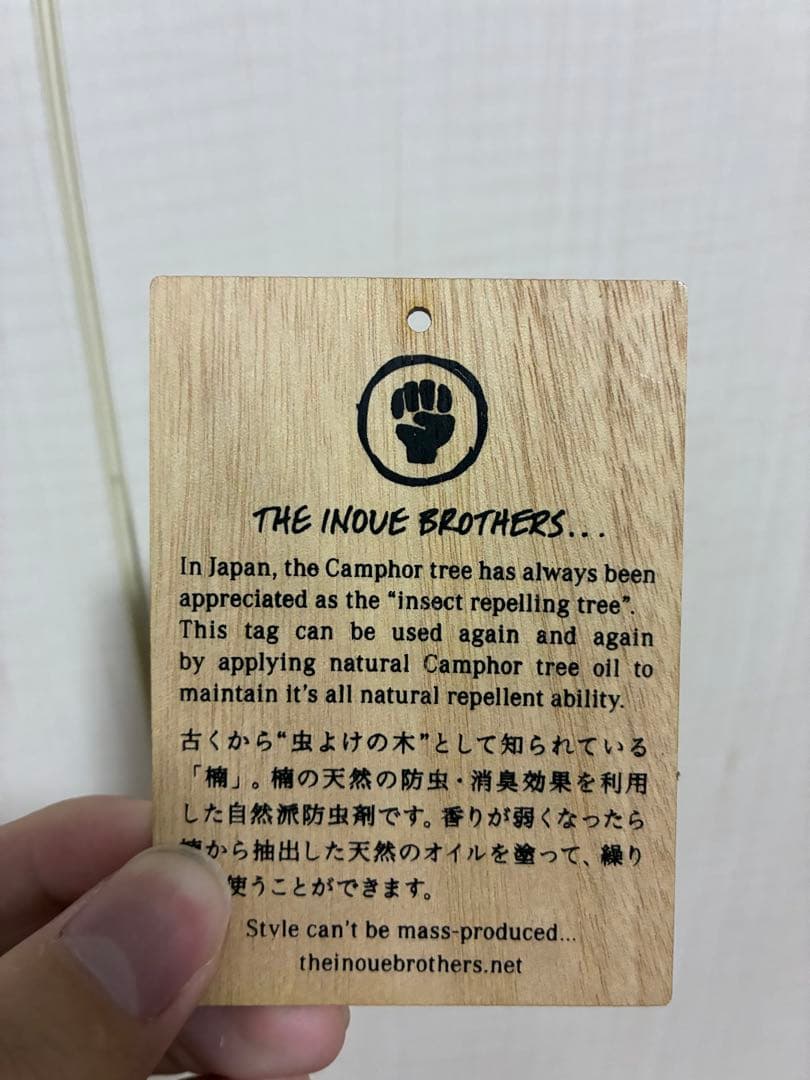 THE INOUE BROTHERS...
In Japan, the Camphor tree has always been
appreciated as the “insect repelling tree”.
This tag can be used again and again
by applying natural Camphor tree oil to
maintain it’s all natural repellent ability.
古くから“虫よけの木”として知られている
「楠」。楠の天然の防虫・消臭効果を利用
した自然派防虫剤です。香りが弱くなったら
から抽出した天然のオイルを塗って、繰り
使うことができます。
Style can’t be mass-produced...
theinouebrothers.net